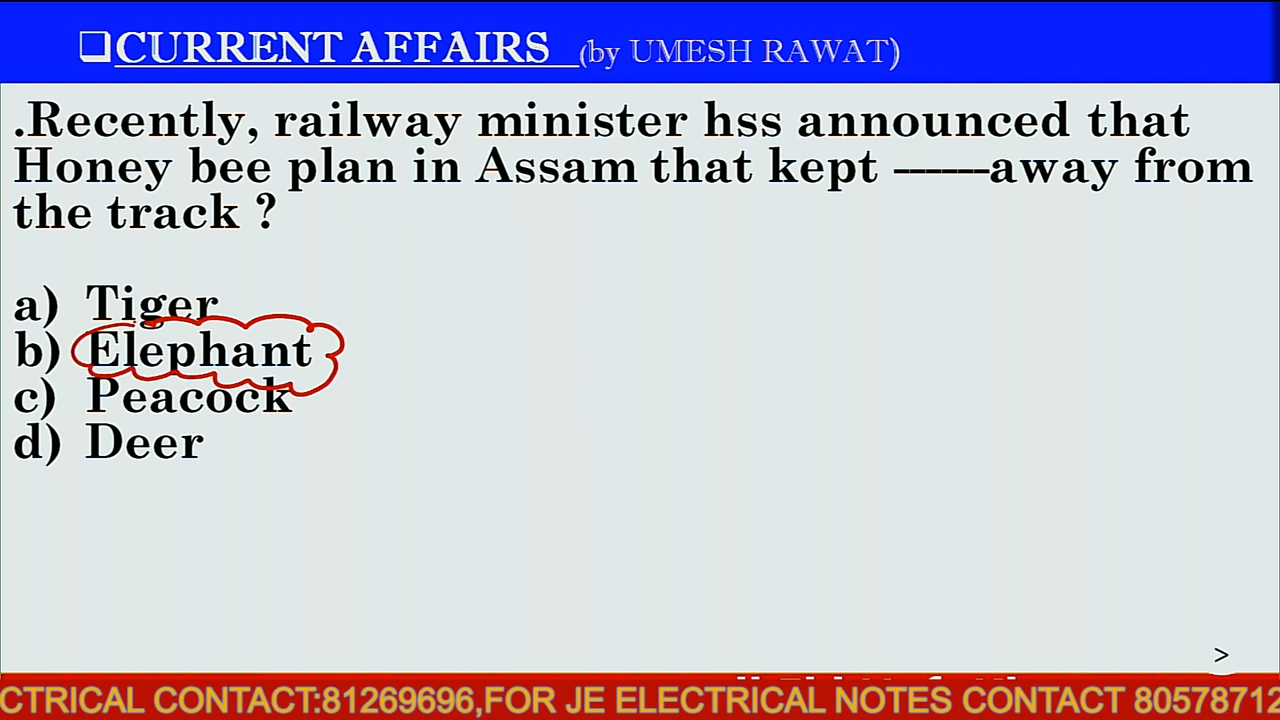 ❑CURRENT AFFAIRS (by UMESH RAWAT)
.Recently, railway minister hss announced that
Honey bee plan in Assam that kept ------away from
the track ?
a) Tiger
b) Elephant
c) Peacock
d) Deer
>
CTRICAL CONTACT:81269696,FOR JE ELECTRICAL NOTES CONTACT 80578712